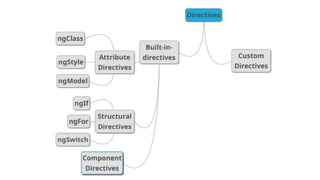 Directives
ngClass
Built-in-
directives
ngStyle
Attribute
Directives
Custom
Directives
ngModel
ngIf
ngFor
Structural
Directives
ngSwitch
Component
Directives